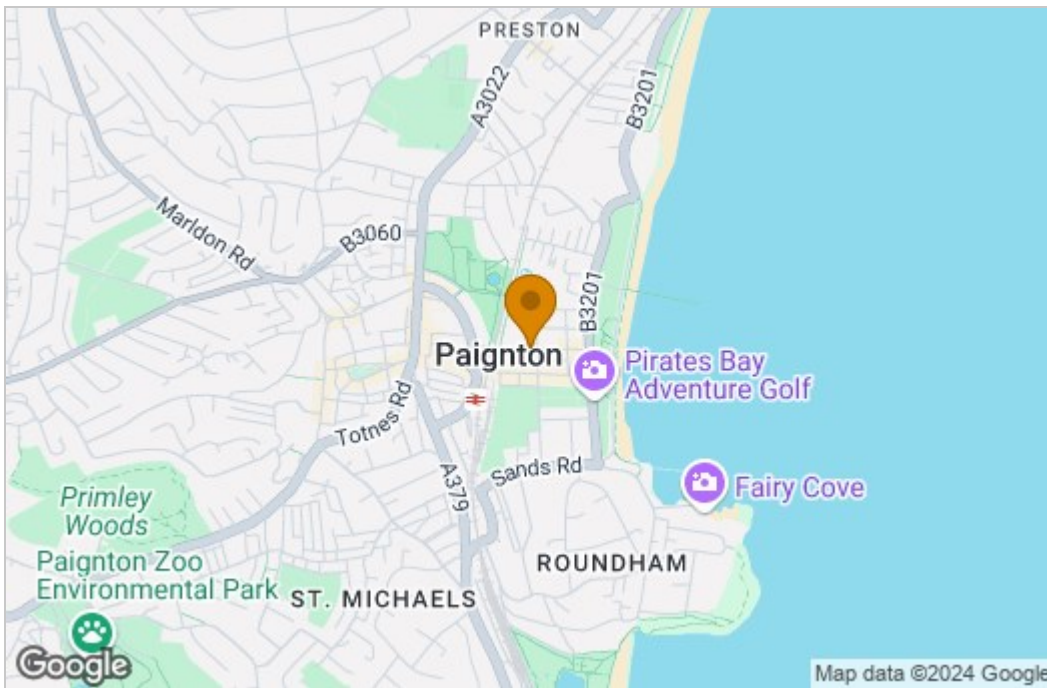 PRESTON
A3022
B3201
Marldon Rd
B3060
B3201
Paignton
Pirates Bay
Adventure Golf
Totnes Rd
A379
Sands Rd
Fairy Cove
Primley
Woods
Paignton Zoo
Environmental Park
ROUNDHAM
ST. MICHAELS
Google
Map data ©2024 Google